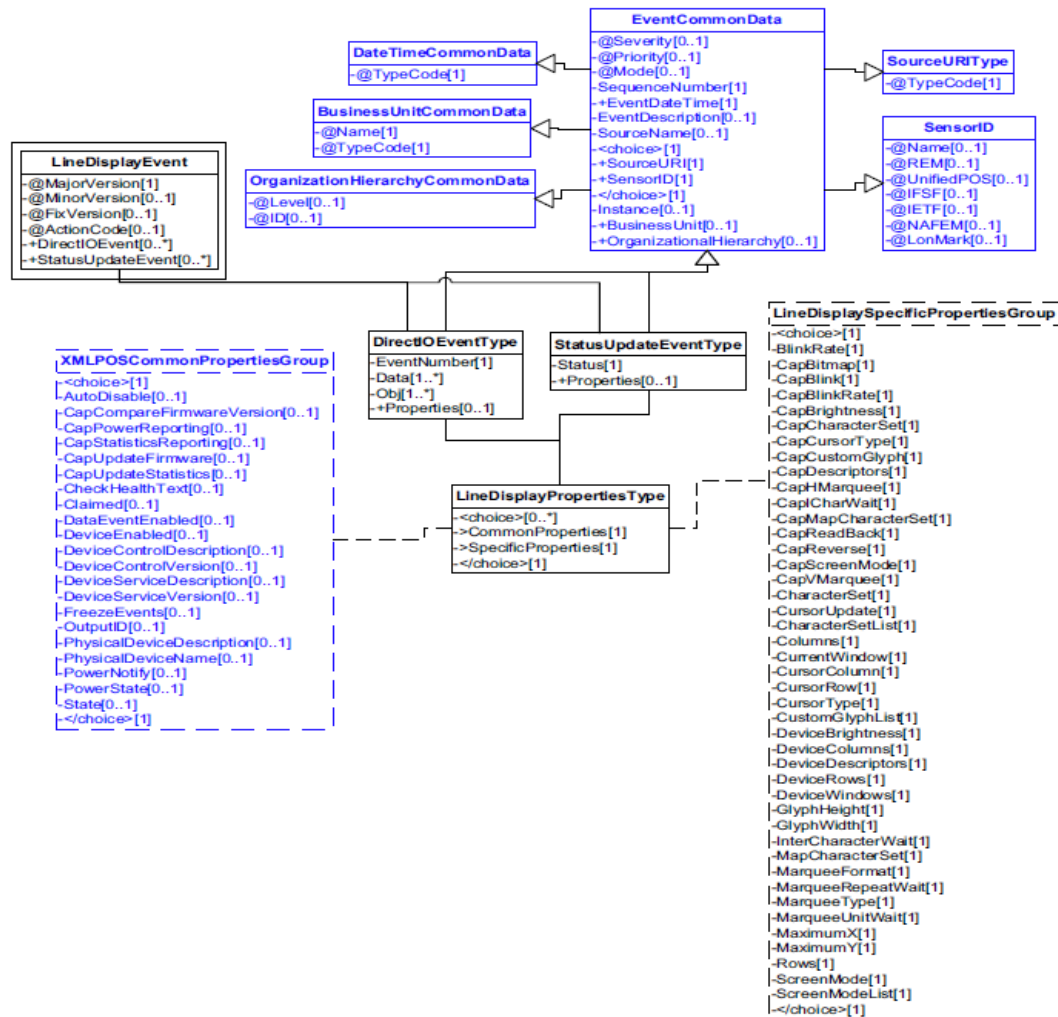 EventCommonData
-@Severity[0..1]
-@Priority[0..1]
-@Mode[0..1]
-SequenceNumber[1]
-+EventDateTime[1]
-EventDescription[0..1]
-SourceName[0..1]
-<choice>[1]
-+SourceURI[1]
-+SensorID[1]
-</choice>[1]
-Instance[0..1]
-+BusinessUnit[0..1]
-+OrganizationalHierarchy[0..1]
DateTimeCommonData
-@TypeCode[1]
BusinessUnitCommonData
-@Name[1]
-@TypeCode[1]
OrganizationHierarchyCommonData
-@Level[0..1]
-@ID[0..1]
SourceURIType
-@TypeCode[1]
SensorID
-@Name[0..1]
-@REM[0..1]
-@UnifiedPOS[0..1]
-@IFSF[0..1]
-@IETF[0..1]
-@NAFEM[0..1]
-@LonMark[0..1]
LineDisplayEvent
-@MajorVersion[1]
-@MinorVersion[0..1]
-@FixVersion[0..1]
-@ActionCode[0..1]
-+DirectIOEvent[0..*]
-+StatusUpdateEvent[0..*]
DirectIOEventType
-EventNumber[1]
-Data[1..*]
-Obj[1..*]
-+Properties[0..1]
StatusUpdateEventType
-Status[1]
-+Properties[0..1]
XMLPOSCommonPropertiesGroup
-<choice>[1]
-AutoDisable[0..1]
-CapCompareFirmwareVersion[0..1]
-CapPowerReporting[0..1]
-CapStatisticsReporting[0..1]
-CapUpdateFirmware[0..1]
-CapUpdateStatistics[0..1]
-CheckHealthText[0..1]
-Claimed[0..1]
-DataEventEnabled[0..1]
-DeviceEnabled[0..1]
-DeviceControlDescription[0..1]
-DeviceControlVersion[0..1]
-DeviceServiceDescription[0..1]
-DeviceServiceVersion[0..1]
-FreezeEvents[0..1]
-OutputID[0..1]
-PhysicalDeviceDescription[0..1]
-PhysicalDeviceName[0..1]
-PowerNotify[0..1]
-PowerState[0..1]
-State[0..1]
-</choice>[1]
LineDisplayPropertiesType
-<choice>[0..*]
->CommonProperties[1]
->SpecificProperties[1]
-</choice>[1]
LineDisplaySpecificPropertiesGroup
-<choice>[1]
-BlinkRate[1]
-CapBitmap[1]
-CapBlink[1]
-CapBlinkRate[1]
-CapBrightness[1]
-CapCharacterSet[1]
-CapCursorType[1]
-CapCustomGlyph[1]
-CapDescriptors[1]
-CapHMarquee[1]
-CapICharWait[1]
-CapMapCharacterSet[1]
-CapReadBack[1]
-CapReverse[1]
-CapScreenMode[1]
-CapVMarquee[1]
-CharacterSet[1]
-CursorUpdate[1]
-CharacterSetList[1]
-Columns[1]
-CurrentWindow[1]
-CursorColumn[1]
-CursorRow[1]
-CursorType[1]
-CustomGlyphList[1]
-DeviceBrightness[1]
-DeviceColumns[1]
-DeviceDescriptors[1]
-DeviceRows[1]
-DeviceWindows[1]
-GlyphHeight[1]
-GlyphWidth[1]
-InterCharacterWait[1]
-MapCharacterSet[1]
-MarqueeFormat[1]
-MarqueeRepeatWait[1]
-MarqueeType[1]
-MarqueeUnitWait[1]
-MaximumX[1]
-MaximumY[1]
-Rows[1]
-ScreenMode[1]
-ScreenModeList[1]
-</choice>[1]